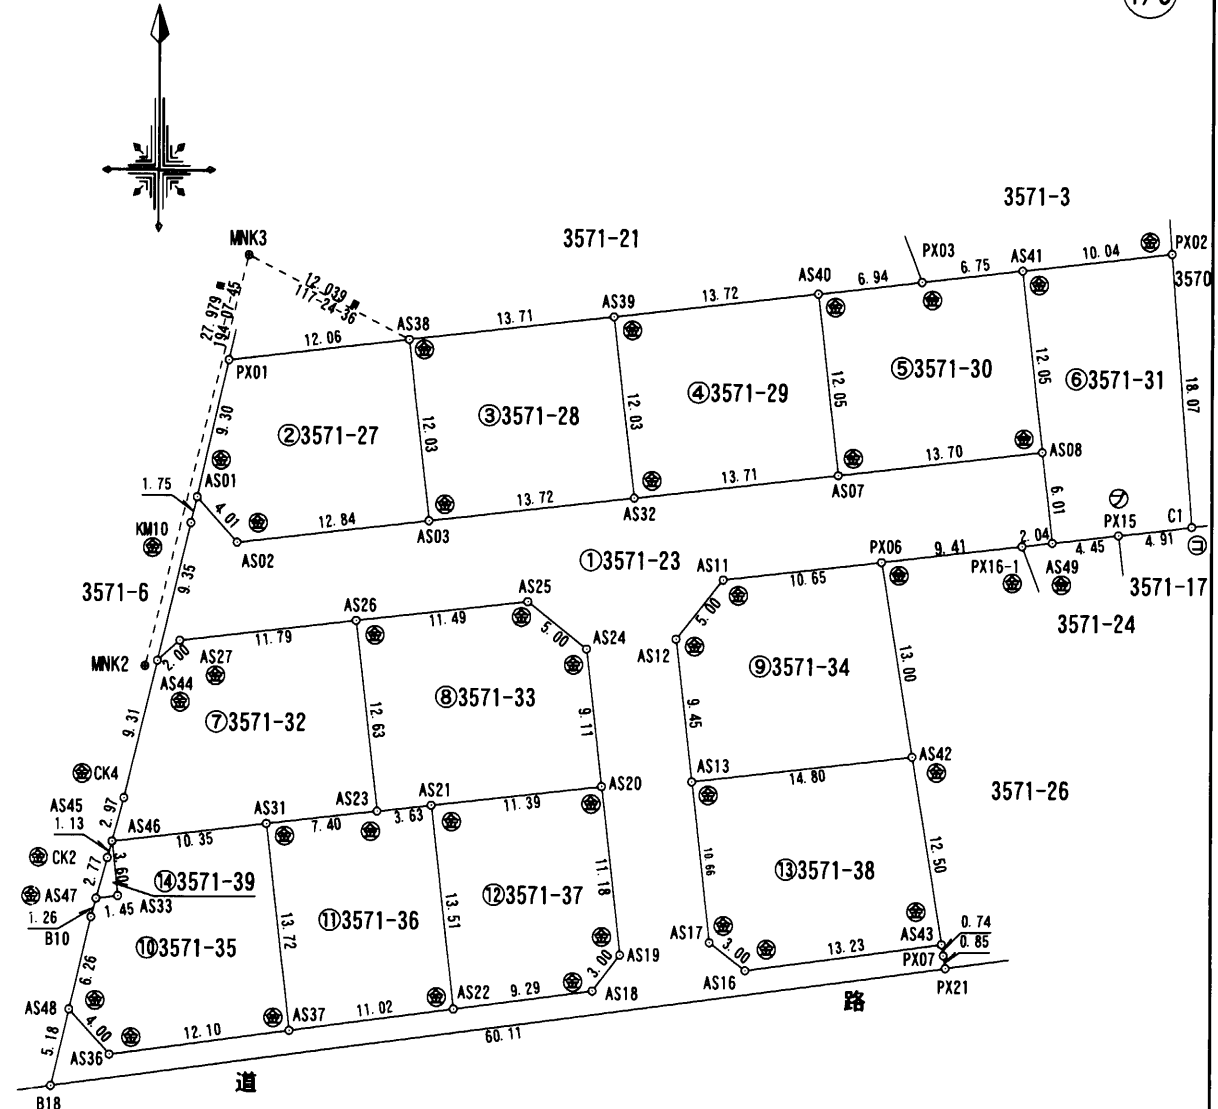 3571-3
MNK3
3571-21
PX03
AS41
10.04
PX02
3570
AS40
6.94
6.75
12.039
117-24-36
27.979
194-07-45
AS39
13.72
AS38
13.71
12.06
PX01
12.05
⑤3571-30
⑥3571-31
12.05
18.07
④3571-29
9.30
②3571-27
12.03
③3571-28
12.03
AS01
1.75
4.01
KM10
AS02
12.84
AS03
13.72
AS32
13.71
AS07
13.70
AS08
6.01
9.35
3571-6
①3571-23
AS11
10.65
PX06
9.41
2.04
PX16-1
AS49
4.45
PX15
4.91
C1
3571-17
3571-24
AS26
11.49
AS25
5.00
AS24
5.00
AS12
11.79
AS27
2.00
MNK2
AS44
⑦3571-32
⑧3571-33
⑨3571-34
13.00
9.31
12.63
9.11
9.45
CK4
AS13
14.80
AS42
3571-26
AS45
1.13
2.97
AS46
10.35
AS31
7.40
AS23
3.63
AS21
11.39
AS20
CK2
2.77
3.60
⑭3571-39
AS47
1.45
AS33
1.26
B10
⑩3571-35
13.72
⑪3571-36
13.51
⑫3571-37
11.18
10.66
⑬3571-38
12.50
AS17
3.00
AS16
13.23
AS43
0.74
PX07
0.85
PX21
AS19
3.00
AS18
9.29
AS22
11.02
AS37
12.10
6.26
AS48
4.00
AS36
5.18
60.11
B18
道
路